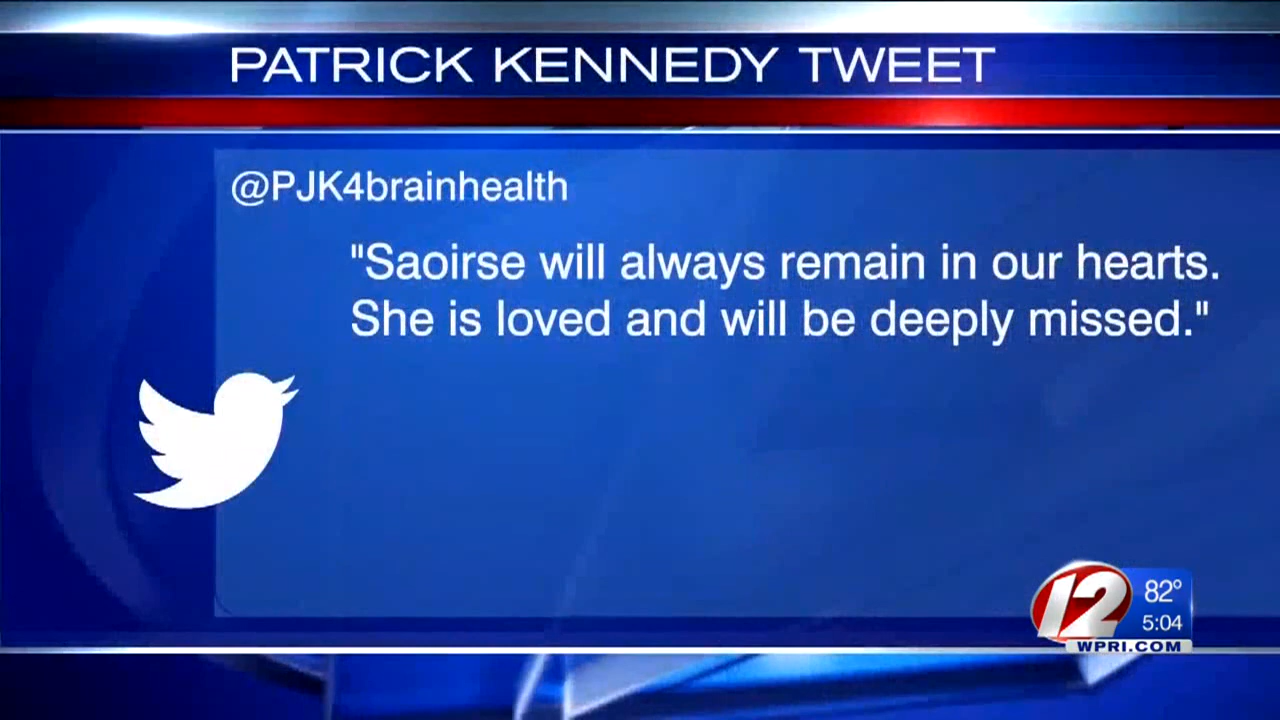 PATRICK KENNEDY TWEET
@PJK4brainhealth
"Saoirse will always remain in our hearts.
She is loved and will be deeply missed."
12
82°
5:04
WPRI.COM